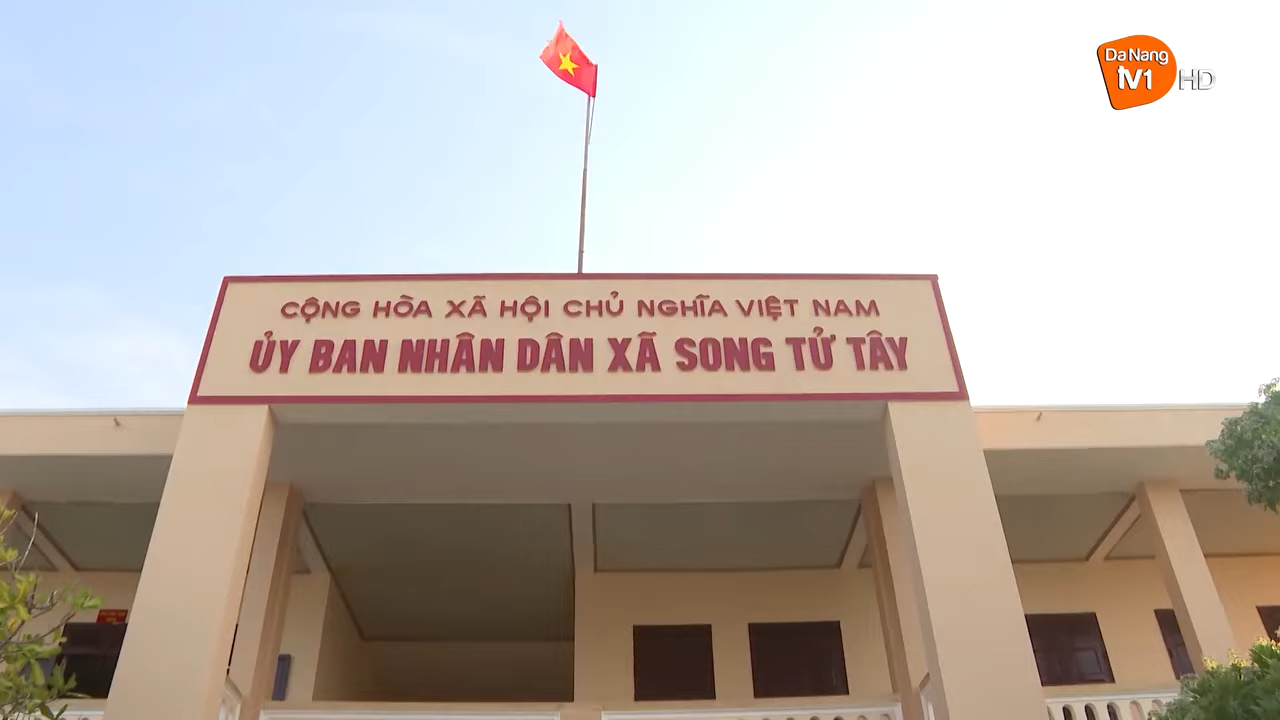 Da Nang
tv1 HD
CỘNG HÒA XÃ HỘI CHỦ NGHĨA VIỆT NAM
ỦY BAN NHÂN DÂN XÃ SONG TỬ TÂY